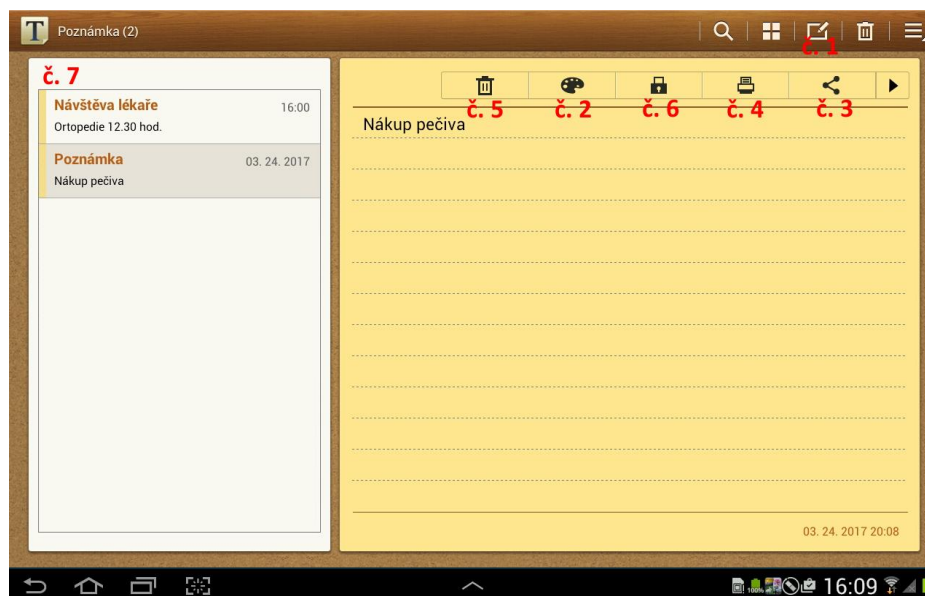 T Poznámka (2)
č. 1
č. 7
Návštěva lékaře 16:00
Ortopedie 12.30 hod.
Poznámka 03. 24. 2017
Nákup pečiva
č. 5 č. 2 č. 6 č. 4 č. 3
Nákup pečiva
03. 24. 2017 20:08
100% 16:09